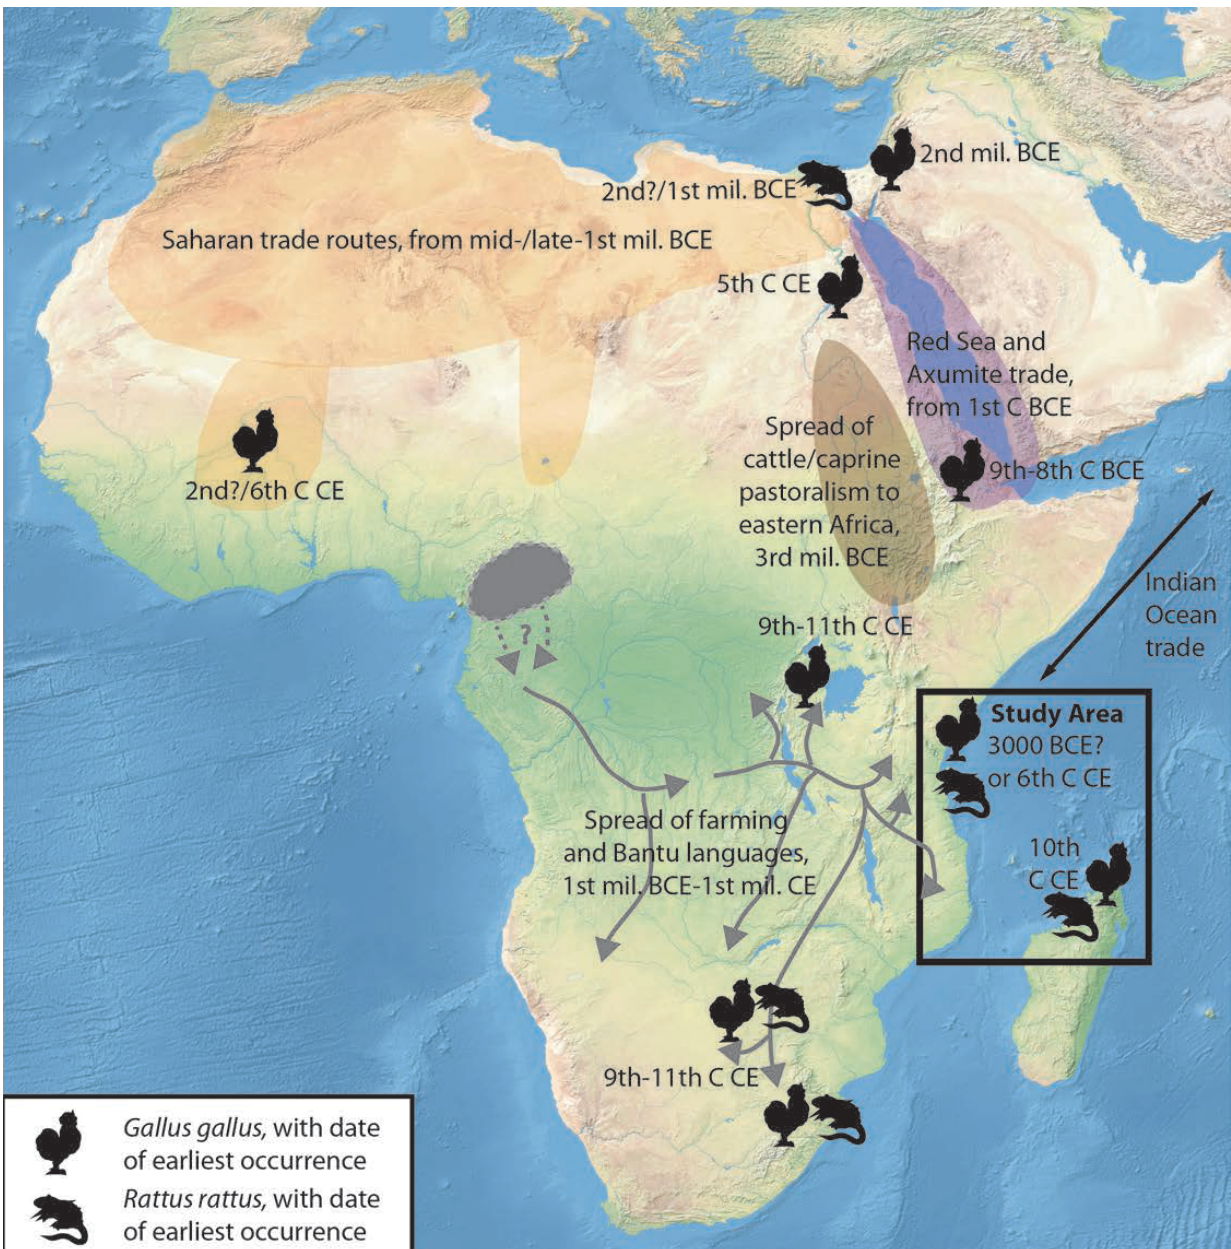 2nd mil. BCE
2nd?/1st mil. BCE
Saharan trade routes, from mid-/late-1st mil. BCE
5th C CE
Red Sea and
Axumite trade,
from 1st C BCE
Spread of
cattle/caprine
pastoralism to
eastern Africa,
3rd mil. BCE
9th-8th C BCE
2nd?/6th C CE
Indian
Ocean
trade
?
9th-11th C CE
Study Area
3000 BCE?
or 6th C CE
10th
C CE
Spread of farming
and Bantu languages,
1st mil. BCE-1st mil. CE
9th-11th C CE
Gallus gallus, with date
of earliest occurrence
Rattus rattus, with date
of earliest occurrence